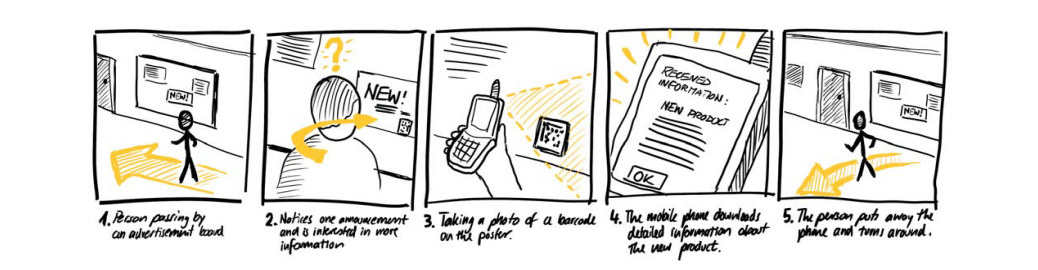 NEW!
?
NEW!
RECEIVED
INFORMATION:
NEW PRODUCT
OK
NEW!
1. Person passing by
an advertisement board
2. Notices one announcement
and is interested in more
information
3. Taking a photo of a barcode
on the poster.
4. The mobile phone downloads
detailed information about
the new product.
5. The person puts away the
phone and turns around.